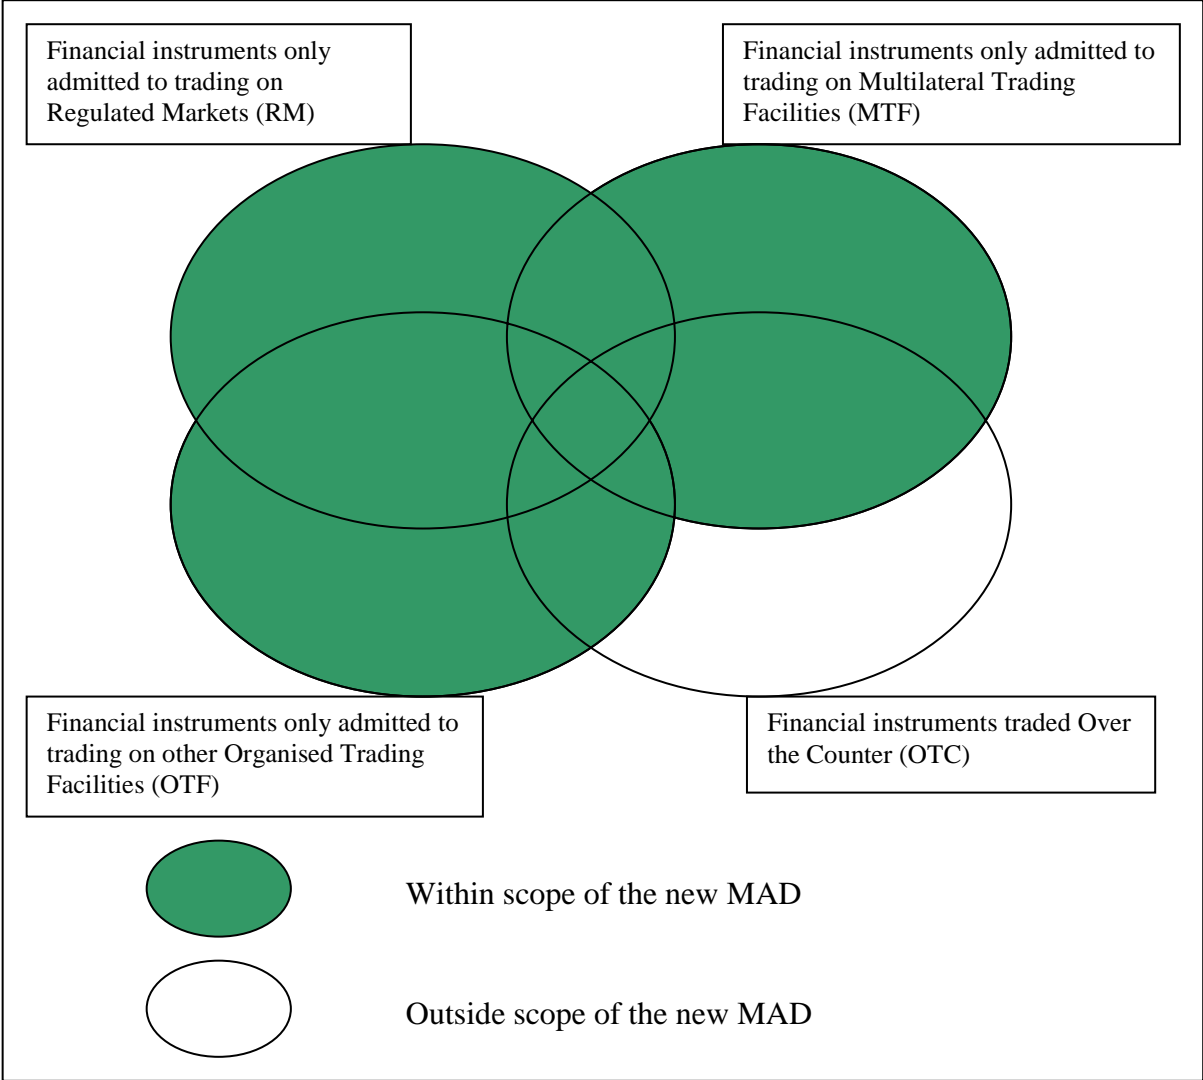 Financial instruments only
admitted to trading on
Regulated Markets (RM)
Financial instruments only admitted to
trading on Multilateral Trading
Facilities (MTF)
Financial instruments only admitted to
trading on other Organised Trading
Facilities (OTF)
Financial instruments traded Over
the Counter (OTC)
Within scope of the new MAD
Outside scope of the new MAD